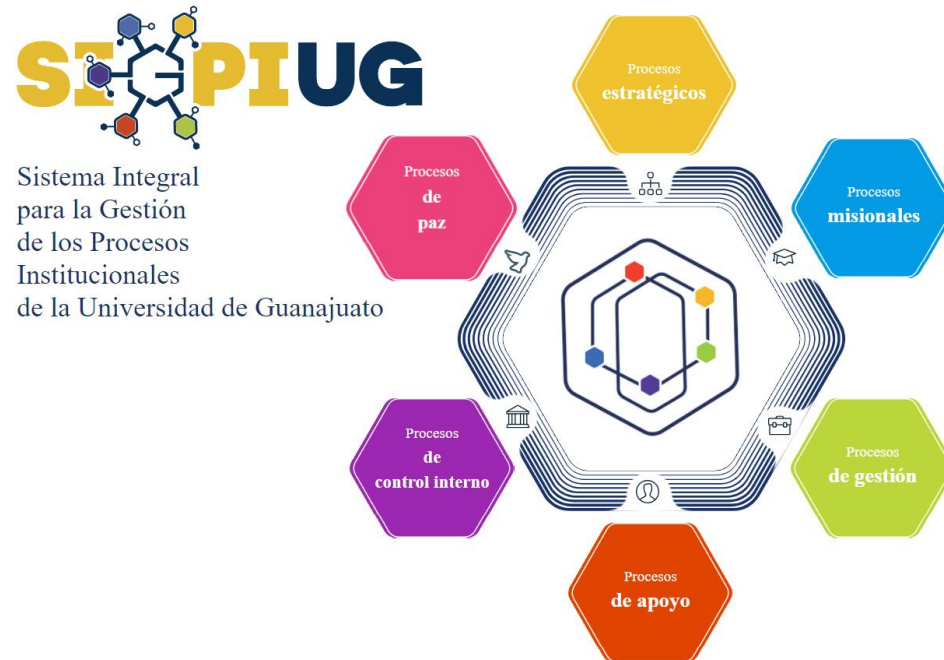 SIGPIUG
Sistema Integral
para la Gestión
de los Procesos
Institucionales
de la Universidad de Guanajuato
Procesos
estratégicos
Procesos
misionales
Procesos
de gestión
Procesos
de apoyo
Procesos
de
control interno
Procesos
de
paz